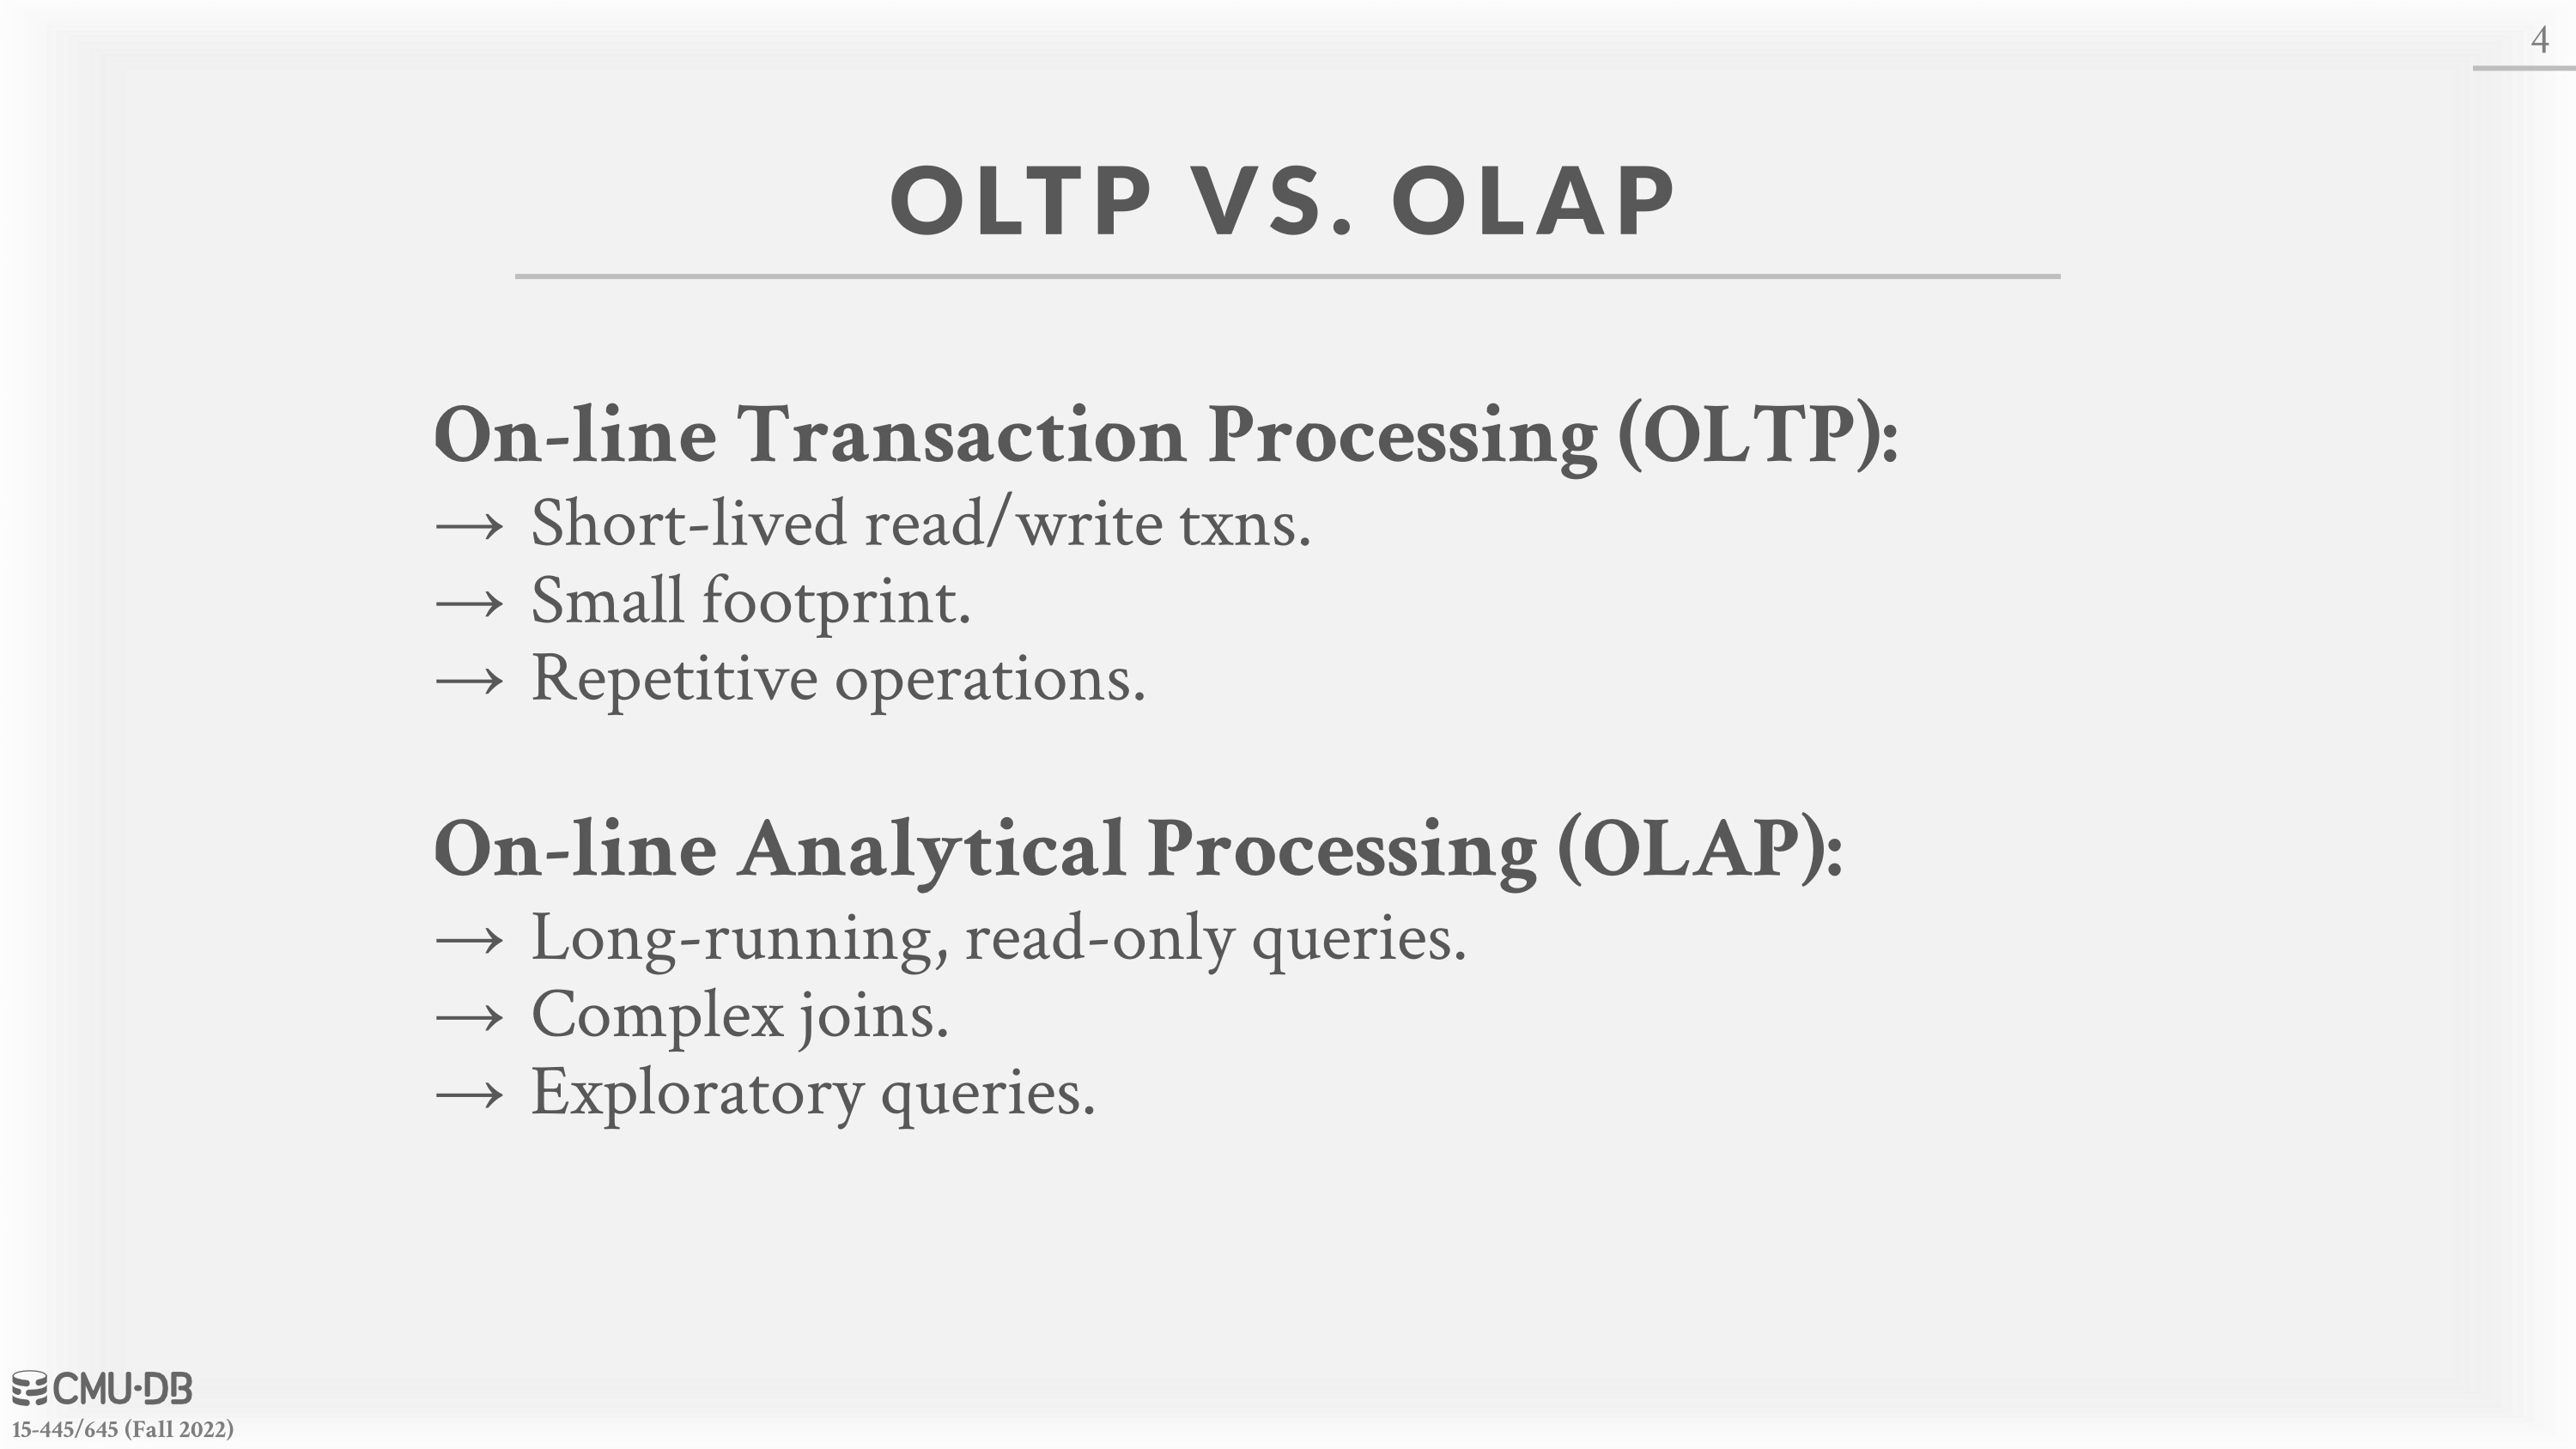 4
OLTP VS. OLAP
On-line Transaction Processing (OLTP):
→ Short-lived read/write txns.
→ Small footprint.
→ Repetitive operations.
On-line Analytical Processing (OLAP):
→ Long-running, read-only queries.
→ Complex joins.
→ Exploratory queries.
CMU·DB
15-445/645 (Fall 2022)